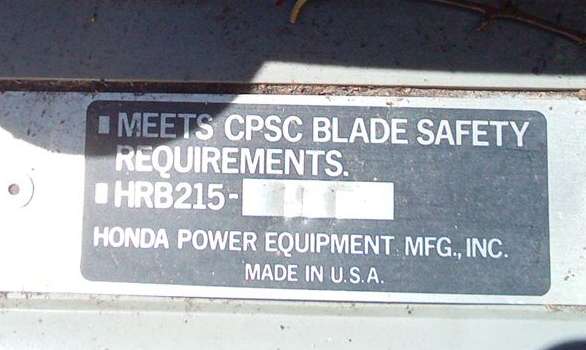 MEETS CPSC BLADE SAFETY
REQUIREMENTS.
HRB215-
HONDA POWER EQUIPMENT MFG., INC.
MADE IN U.S.A.